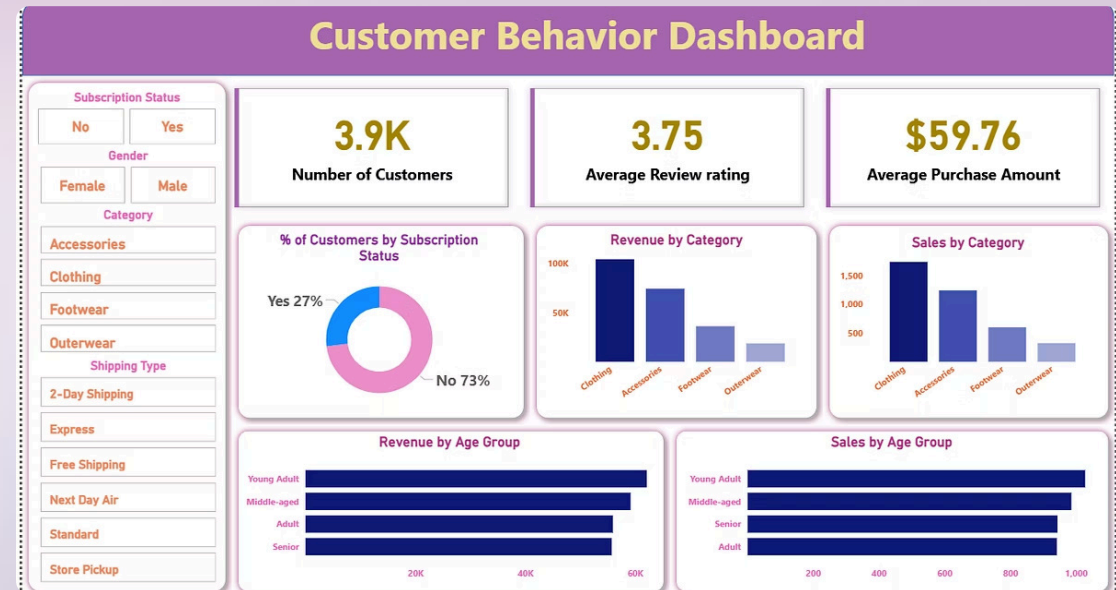 Customer Behavior Dashboard
Subscription Status
No
Yes
Gender
Female
Male
Category
Accessories
Clothing
Footwear
Outerwear
Shipping Type
2-Day Shipping
Express
Free Shipping
Next Day Air
Standard
Store Pickup
3.9K
Number of Customers
3.75
Average Review rating
$59.76
Average Purchase Amount
% of Customers by Subscription
Status
Yes 27%
No 73%
Revenue by Category
100K
50K
Clothing
Accessories
Footwear
Outerwear
Sales by Category
1,500
1,000
500
Clothing
Accessories
Footwear
Outerwear
Revenue by Age Group
Young Adult
Middle-aged
Adult
Senior
20K
40K
60K
Sales by Age Group
Young Adult
Middle-aged
Senior
Adult
200
400
600
800
1,000